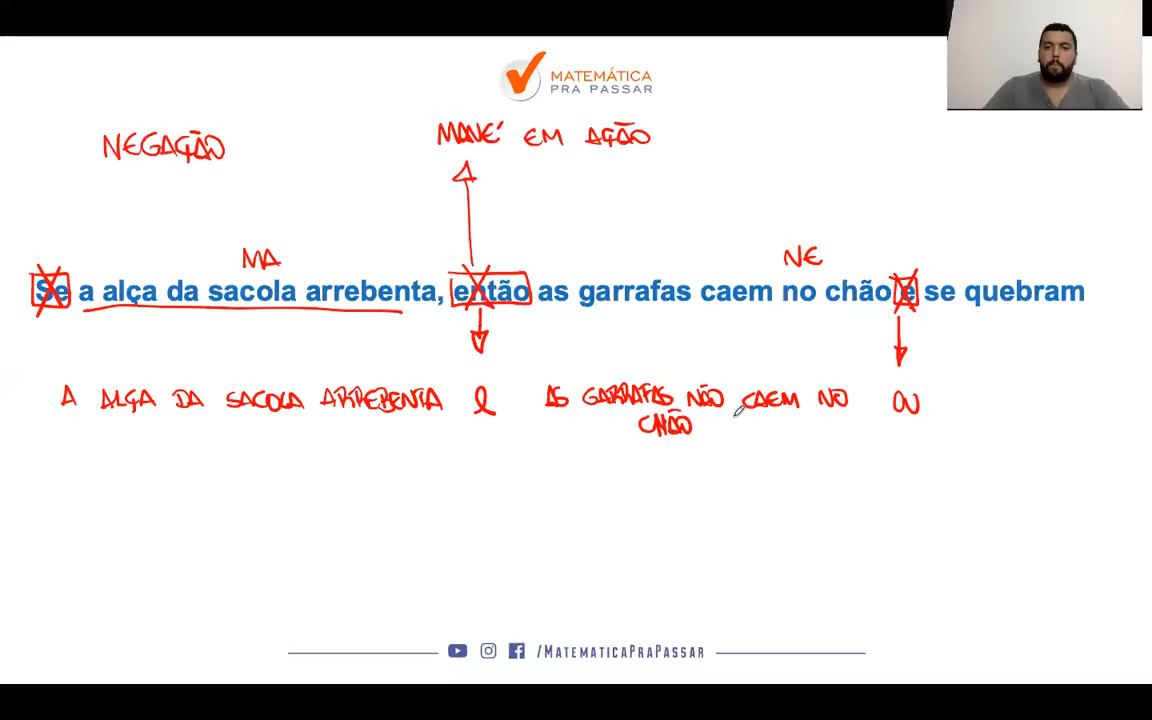 MATEMÁTICA
PRA PASSAR
NEGAÇÃO
MANÉ EM AÇÃO
MA
NE
Se a alça da sacola arrebenta, então as garrafas caem no chão e se quebram
A ALÇA DA SACOLA ARREBENTA e AS GARRAFAS NÃO CAEM NO OU
CHÃO
/MATEMATICAPRAPASSAR